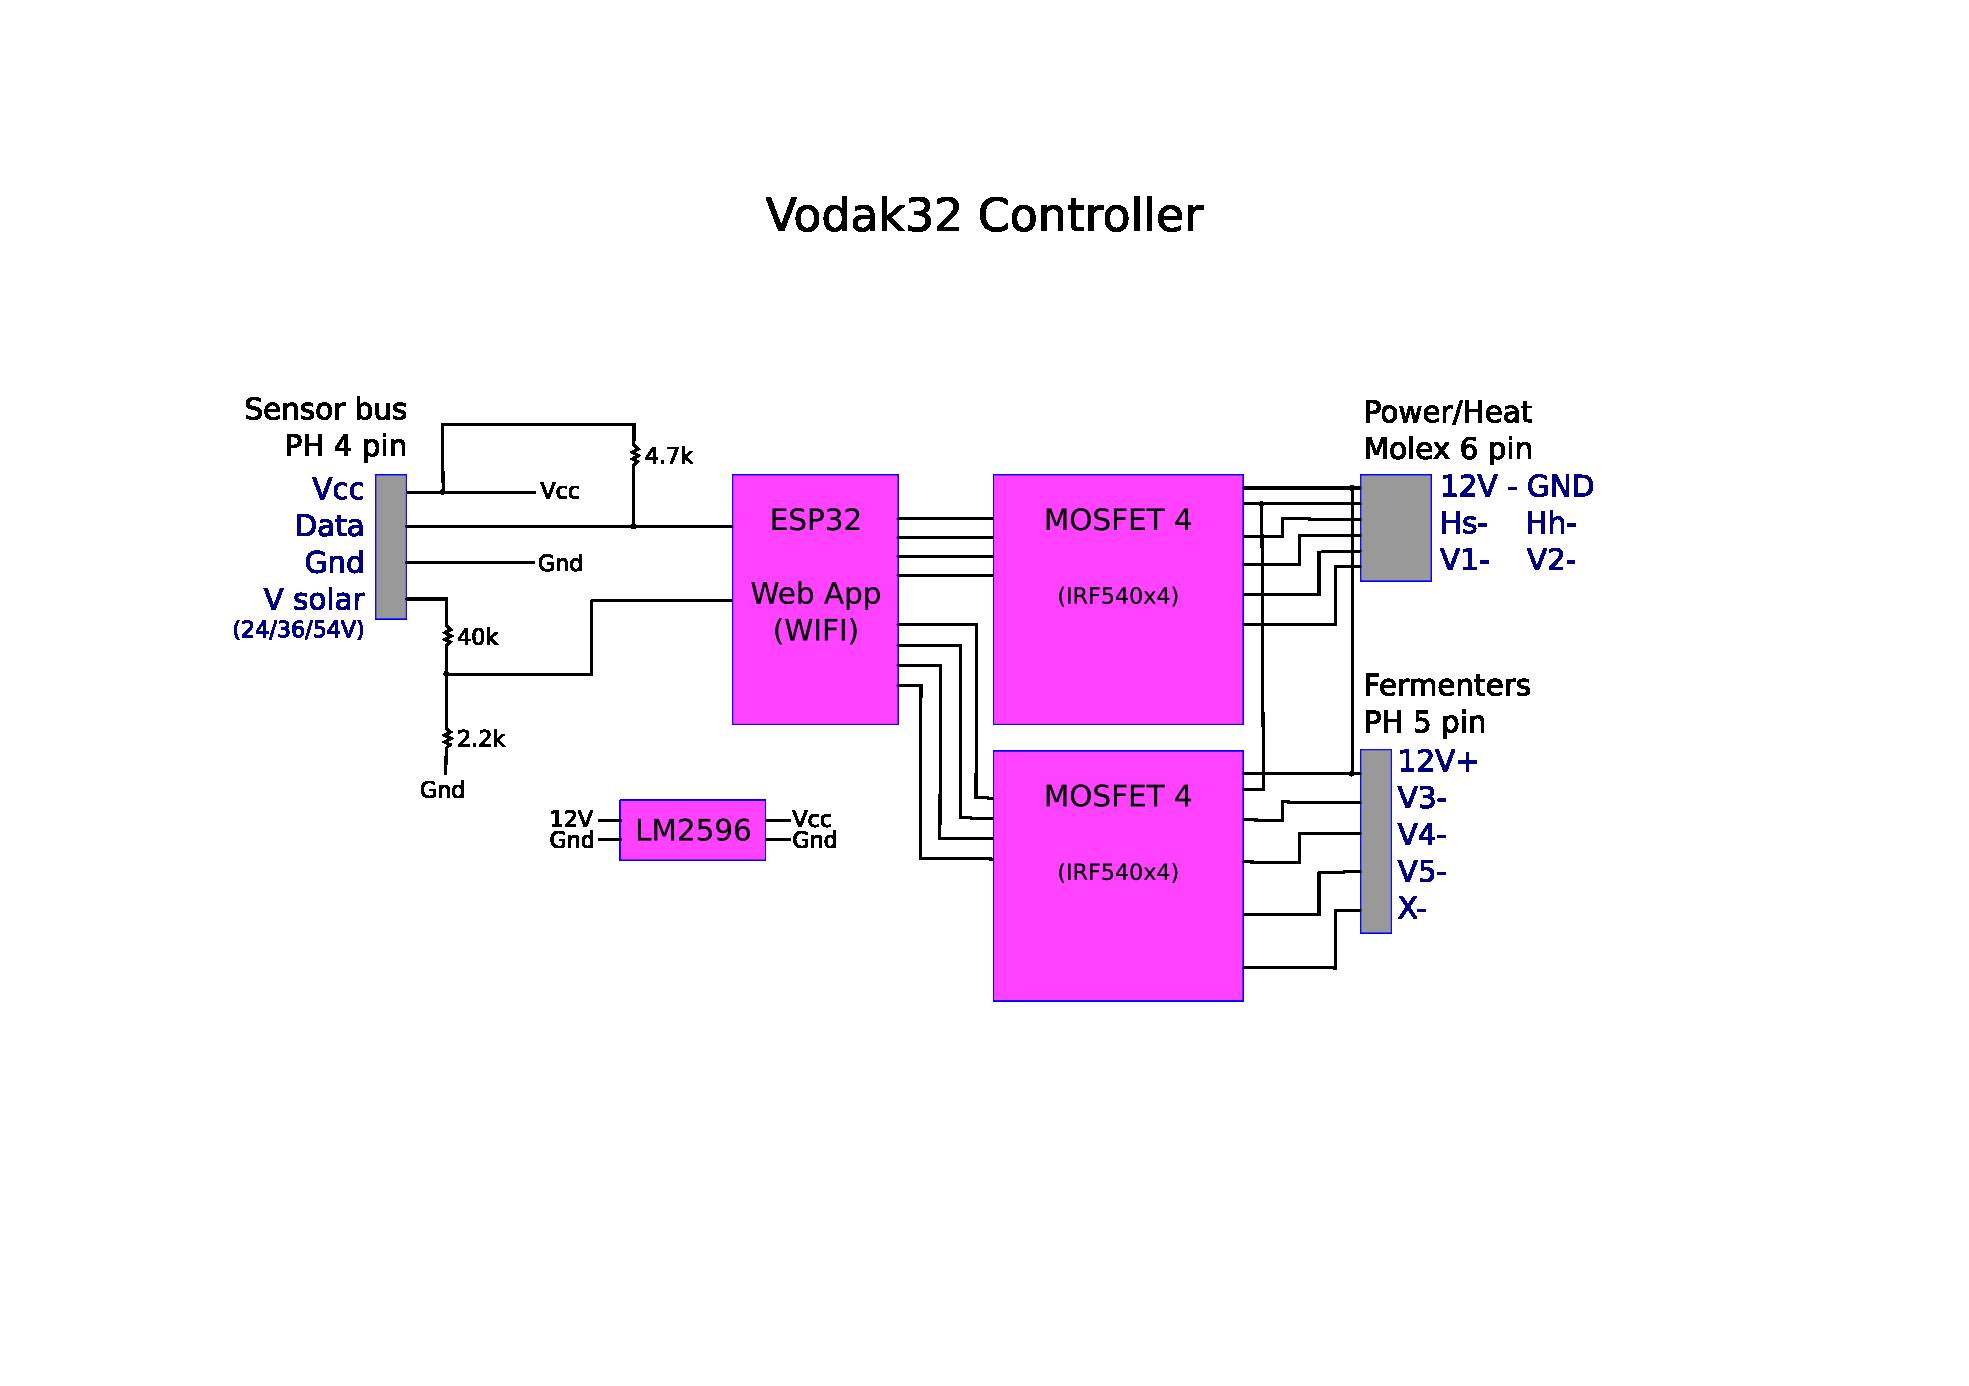 Vodak32 Controller
Sensor bus
PH 4 pin
Vcc
Data
Gnd
V solar
(24/36/54V)
Vcc
Gnd
4.7k
40k
2.2k
Gnd
ESP32
Web App
(WIFI)
12V
Gnd
LM2596
Vcc
Gnd
MOSFET 4
(IRF540x4)
MOSFET 4
(IRF540x4)
Power/Heat
Molex 6 pin
12V - GND
Hs- Hh-
V1- V2-
Fermenters
PH 5 pin
12V+
V3-
V4-
V5-
X-